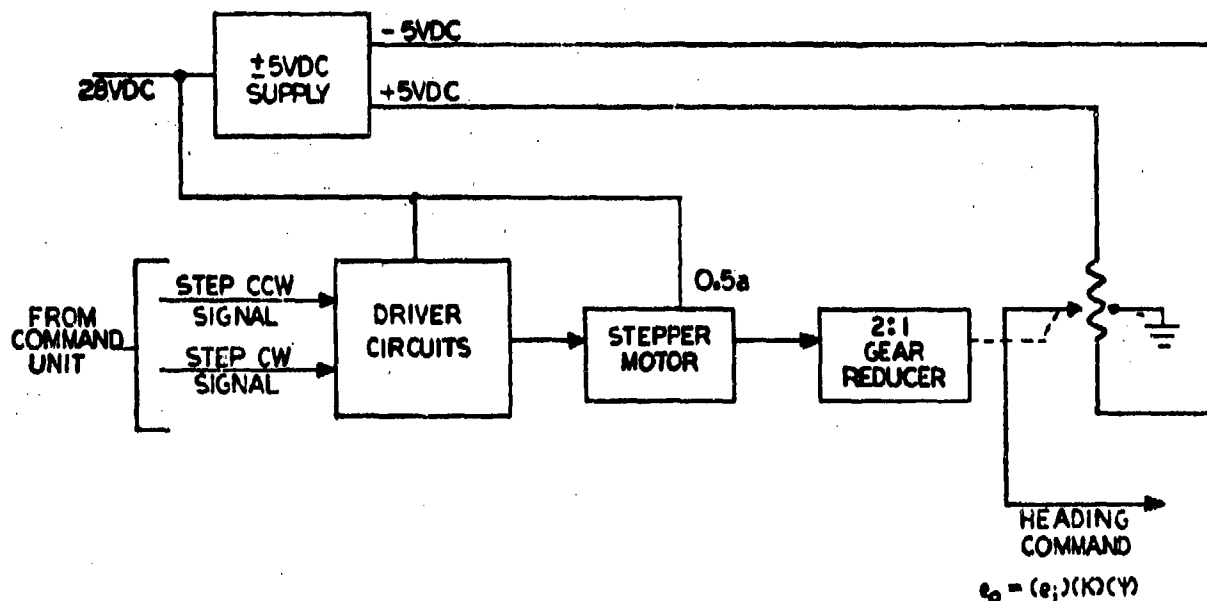 - 5VDC
±5VDC
SUPPLY
28VDC
+5VDC
STEP CCW
SIGNAL
STEP CW
SIGNAL
FROM
COMMAND
UNIT
DRIVER
CIRCUITS
0.5a
STEPPER
MOTOR
2:1
GEAR
REDUCER
HEADING
COMMAND
e₀ = (eᵢ)(K)(Ψ)